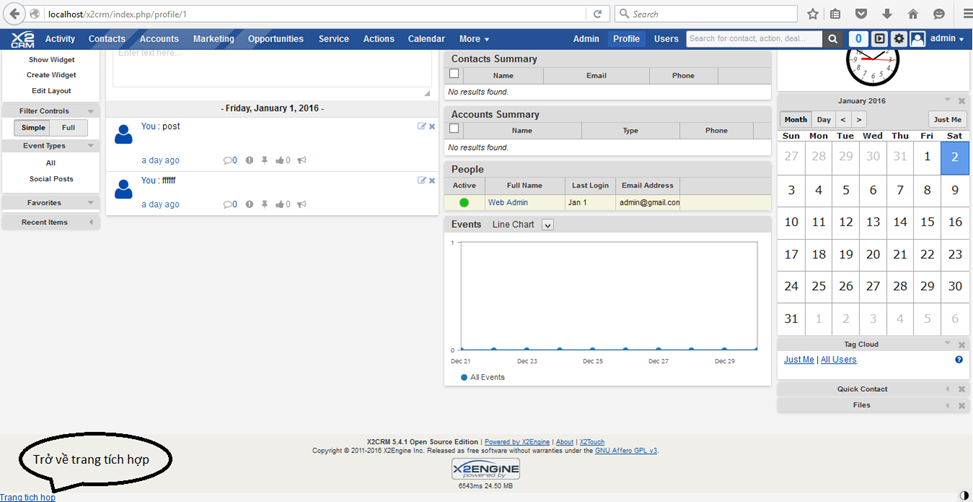 localhost/x2crm/index.php/profile/1
Search
X2 CRM Activity Contacts Accounts Marketing Opportunities Service Actions Calendar More Admin Profile Users Search for contact, action, deal... 0 admin
Show Widget
Create Widget
Edit Layout
Filter Controls
Simple Full
Event Types
All
Social Posts
Favorites
Recent Items
Enter text here...
- Friday, January 1, 2016 -
You : post
a day ago 0 0
You : ffffff
a day ago 0 0
Contacts Summary
Name Email Phone
No results found.
Accounts Summary
Name Type Phone
No results found.
People
Active Full Name Last Login Email Address
Web Admin Jan 1 admin@gmail.com
Events Line Chart
1
0
Dec 21 Dec 23 Dec 25 Dec 27 Dec 29
All Events
January 2016
Month Day < > Just Me
Sun Mon Tue Wed Thu Fri Sat
27 28 29 30 31 1 2
3 4 5 6 7 8 9
10 11 12 13 14 15 16
17 18 19 20 21 22 23
24 25 26 27 28 29 30
31 1 2 3 4 5 6
Tag Cloud
Just Me | All Users
Quick Contact
Files
X2CRM 5.4.1 Open Source Edition | Powered by X2Engine | About | X2Touch
Copyright © 2011-2016 X2Engine Inc. Released as free software without warranties under the GNU Affero GPL v3.
X2ENGINE
powered by
6543ms 24.50 MB
Trở về trang tích hợp
Trang tich hop